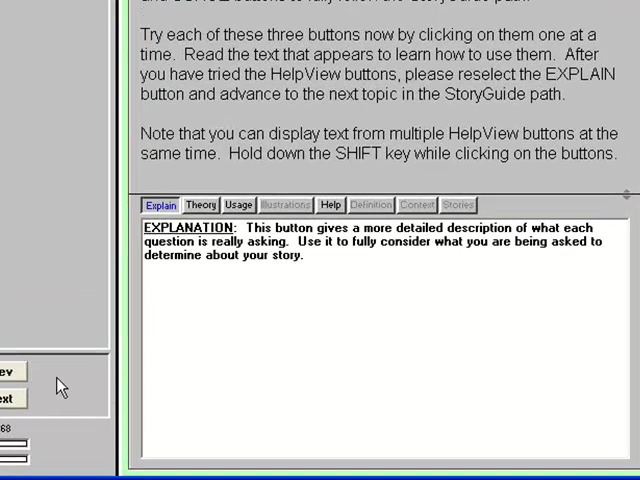 Try each of these three buttons now by clicking on them one at a
time. Read the text that appears to learn how to use them. After
you have tried the HelpView buttons, please reselect the EXPLAIN
button and advance to the next topic in the StoryGuide path.
Note that you can display text from multiple HelpView buttons at the
same time. Hold down the SHIFT key while clicking on the buttons.
Explain Theory Usage Illustrations Help Definition Context Stories
EXPLANATION: This button gives a more detailed description of what each
question is really asking. Use it to fully consider what you are being asked to
determine about your story.
ev
ext
68